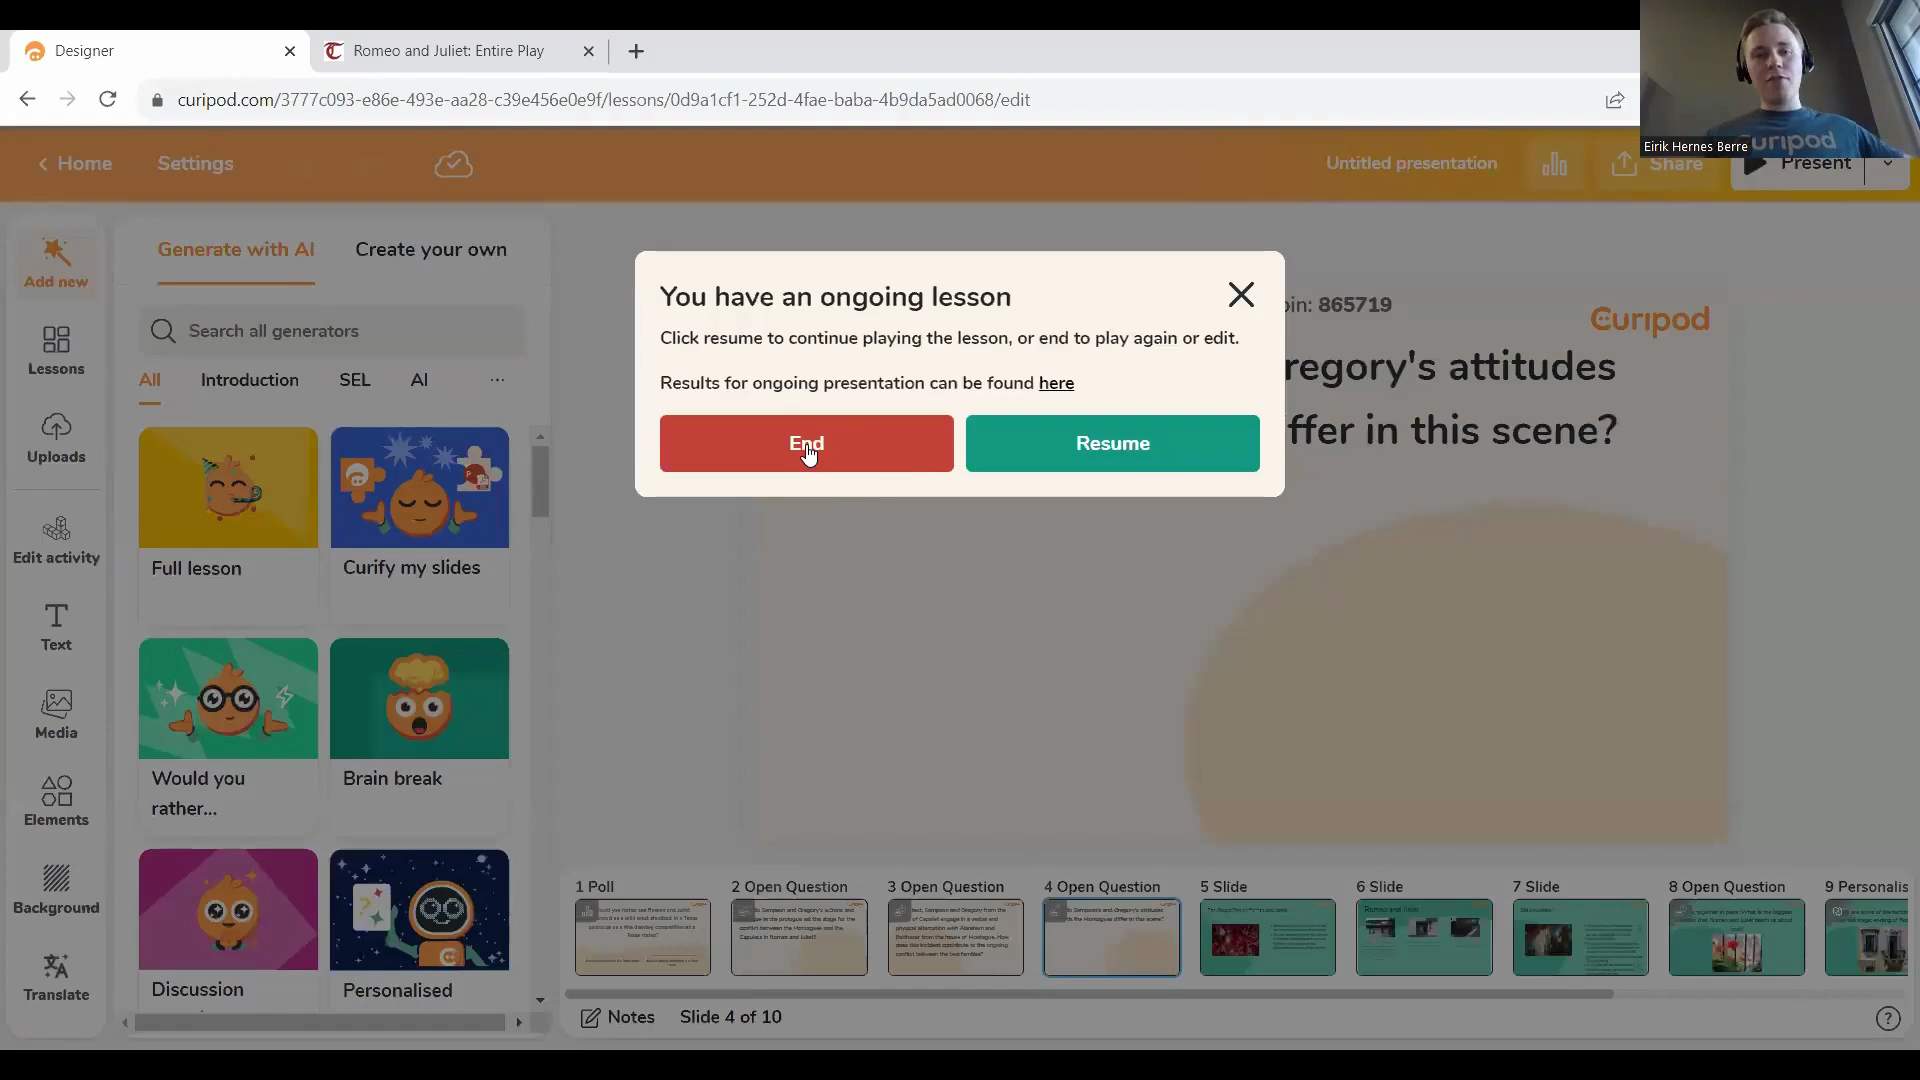 Designer
Romeo and Juliet: Entire Play
curipod.com/3777c093-e86e-493e-aa28-c39e456e0e9f/lessons/0d9a1cf1-252d-4fae-baba-4b9da5ad0068/edit
Curipod
Eirik Hernes Berre
Home
Settings
Untitled presentation
Share
Present
Add new
Lessons
Uploads
Edit activity
Text
Media
Elements
Background
Translate
Generate with AI
Create your own
Search all generators
All
Introduction
SEL
AI
...
Full lesson
Curify my slides
Would you
rather...
Brain break
Discussion
Personalised
You have an ongoing lesson
Click resume to continue playing the lesson, or end to play again or edit.
Results for ongoing presentation can be found here
End
Resume
pin: 865719
Curipod
regory's attitudes
iffer in this scene?
1 Poll
2 Open Question
3 Open Question
4 Open Question
5 Slide
6 Slide
7 Slide
8 Open Question
9 Personalis
Romeo and Juliet
Notes
Slide 4 of 10